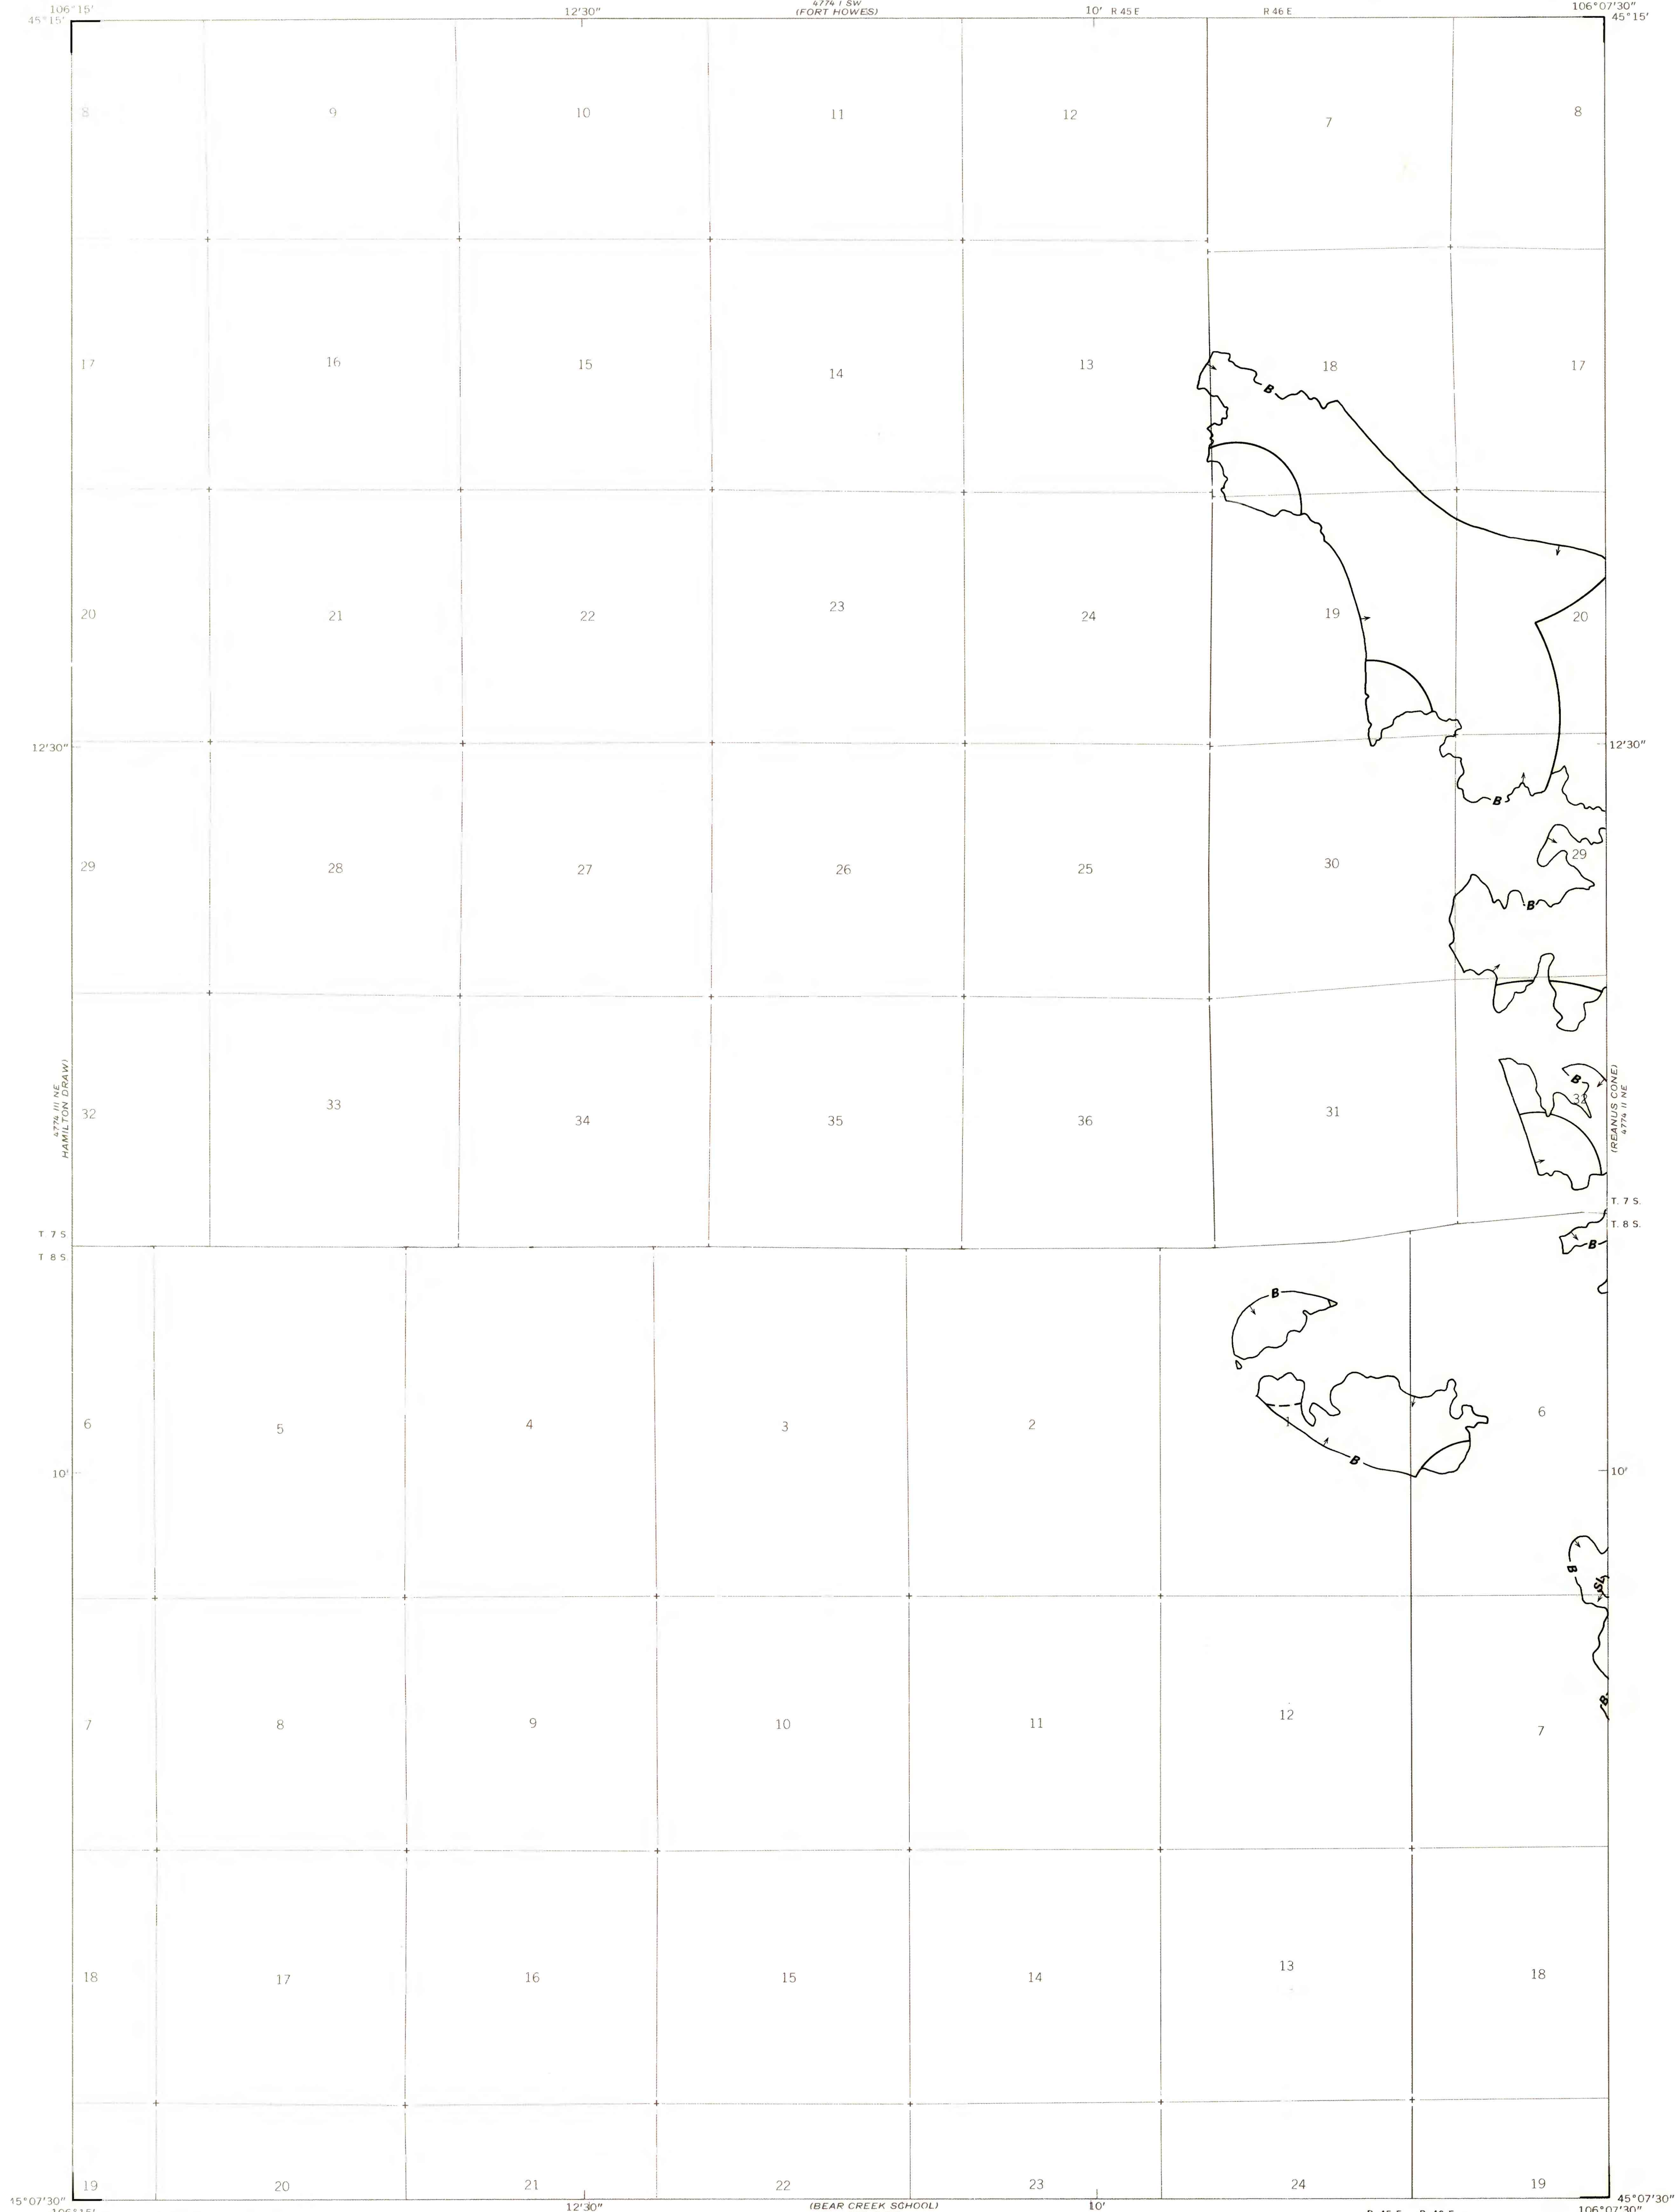 4774 I SW
106°15' 12'30" (FORT HOWES) 10' R 45 E R 46 E 106°07'30"
45°15' 45°15'
8 9 10 11 12 7 8
17 16 15 14 13 18 17
B
20 21 22 23 24 19 20
12'30" 12'30"
B
29 28 27 26 25 30 29
B
4774 III NE
HAMILTON DRAW)
(REANUS CONE)
4774 II NE
B
32 33 34 35 36 31 32
T. 7 S.
T. 8 S.
T 7 S
T 8 S
B
B
6 5 4 3 2 1 6
B
10' 10'
B
SL
B
7 8 9 10 11 12 7
18 17 16 15 14 13 18
19 20 21 22 23 24 19
45°07'30"
15°07'30" 12'30" (BEAR CREEK SCHOOL) 10'
106°07'30"